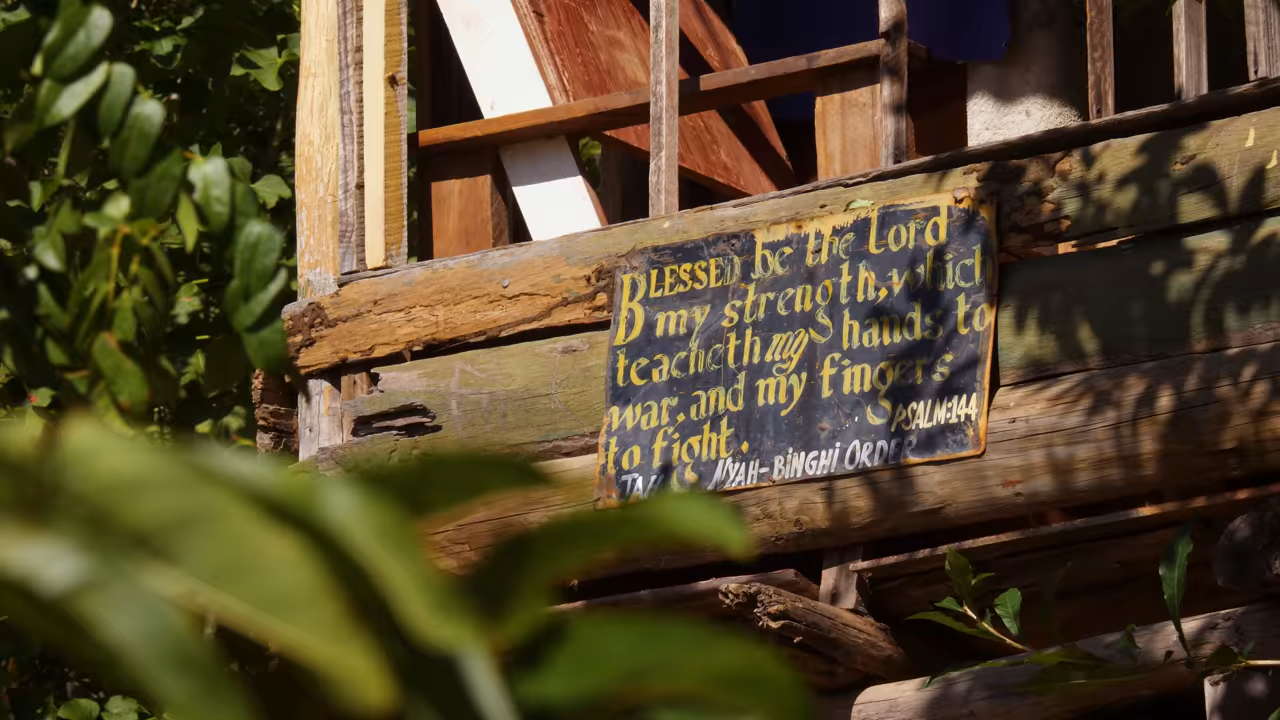 BLESSED be the Lord
my strength, which
teacheth my hands to
war, and my fingers
to fight.
PSALM:144
NYAH-BINGHI ORDER